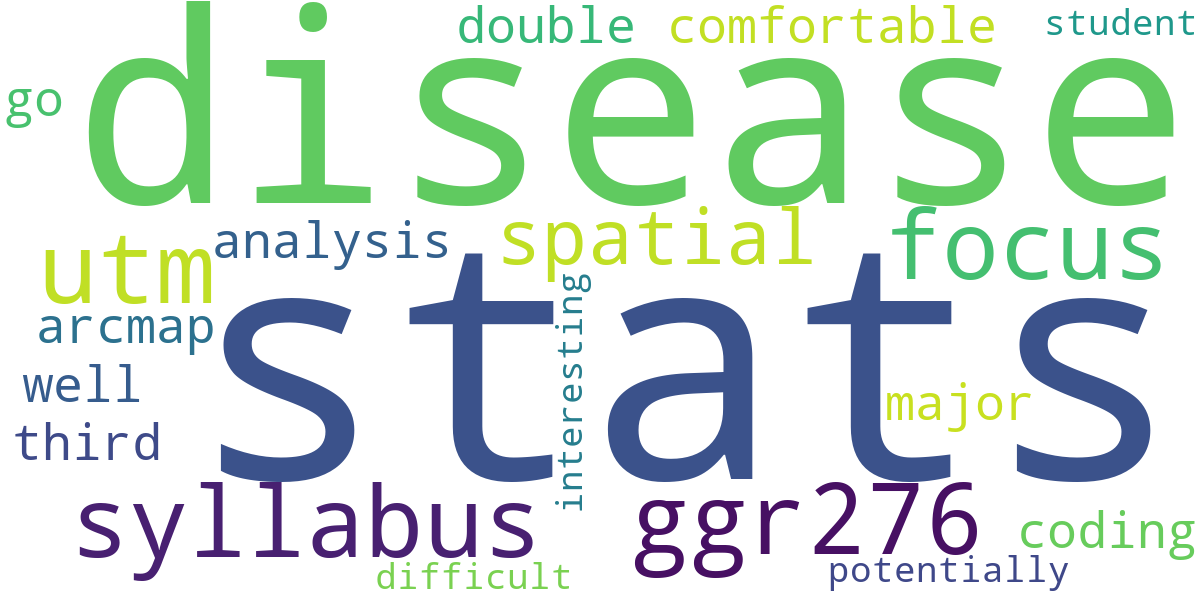 double comfortable student
go disease
utm analysis spatial focus
arcmap stats
well interesting major
third
syllabus ggr276 coding
difficult potentially